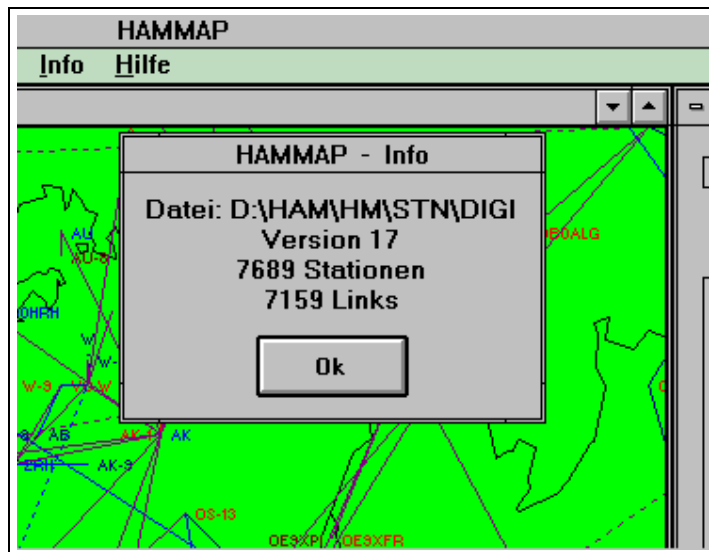 HAMMAP
Info Hilfe
HAMMAP - Info
Datei: D:\HAM\HM\STN\DIGI
Version 17
7689 Stationen
7159 Links
Ok
AU
DB0ALG
W-9
AB
AK
AK-9
OS-13
OE9XPI
OE9XFR